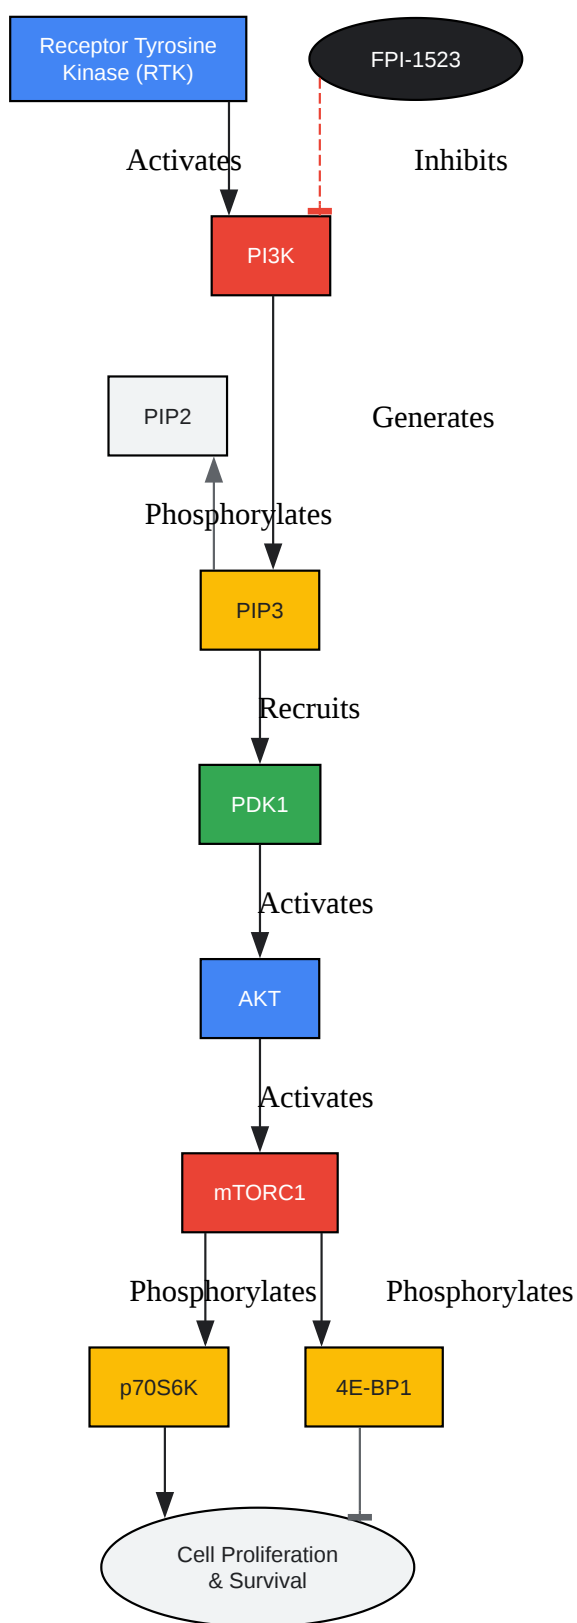 Receptor Tyrosine
Kinase (RTK)
FPI-1523
Activates
Inhibits
PI3K
PIP2
Generates
Phosphorylates
PIP3
Recruits
PDK1
Activates
AKT
Activates
mTORC1
Phosphorylates
Phosphorylates
p70S6K
4E-BP1
Cell Proliferation
& Survival